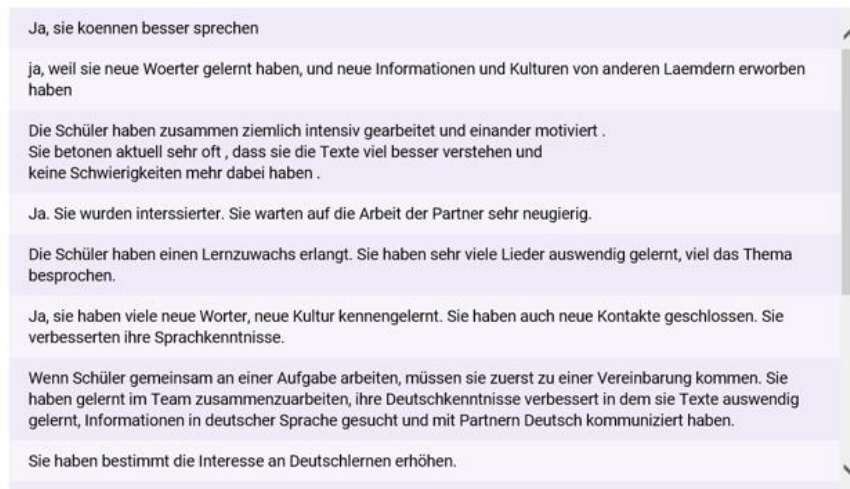 Ja, sie koennen besser sprechen
ja, weil sie neue Woerter gelernt haben, und neue Informationen und Kulturen von anderen Laemdern erworben
haben
Die Schüler haben zusammen ziemlich intensiv gearbeitet und einander motiviert .
Sie betonen aktuell sehr oft , dass sie die Texte viel besser verstehen und
keine Schwierigkeiten mehr dabei haben .
Ja. Sie wurden interssierter. Sie warten auf die Arbeit der Partner sehr neugierig.
Die Schüler haben einen Lernzuwachs erlangt. Sie haben sehr viele Lieder auswendig gelernt, viel das Thema
besprochen.
Ja, sie haben viele neue Worter, neue Kultur kennengelernt. Sie haben auch neue Kontakte geschlossen. Sie
verbesserten ihre Sprachkenntnisse.
Wenn Schüler gemeinsam an einer Aufgabe arbeiten, müssen sie zuerst zu einer Vereinbarung kommen. Sie
haben gelernt im Team zusammenzuarbeiten, ihre Deutschkenntnisse verbessert in dem sie Texte auswendig
gelernt, Informationen in deutscher Sprache gesucht und mit Partnern Deutsch kommuniziert haben.
Sie haben bestimmt die Interesse an Deutschlernen erhöhen.